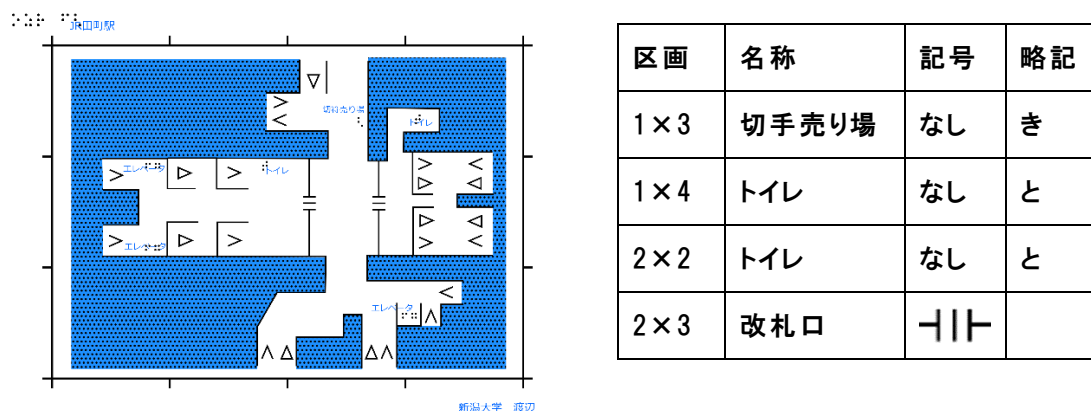 JR田町駅
切符売り場
トイレ
エレベータ
トイレ
エレベータ
エレベータ
新潟大学 渡辺
区画 名称 記号 略記
1×3 切手売り場 なし き
1×4 トイレ なし と
2×2 トイレ なし と
2×3 改札口